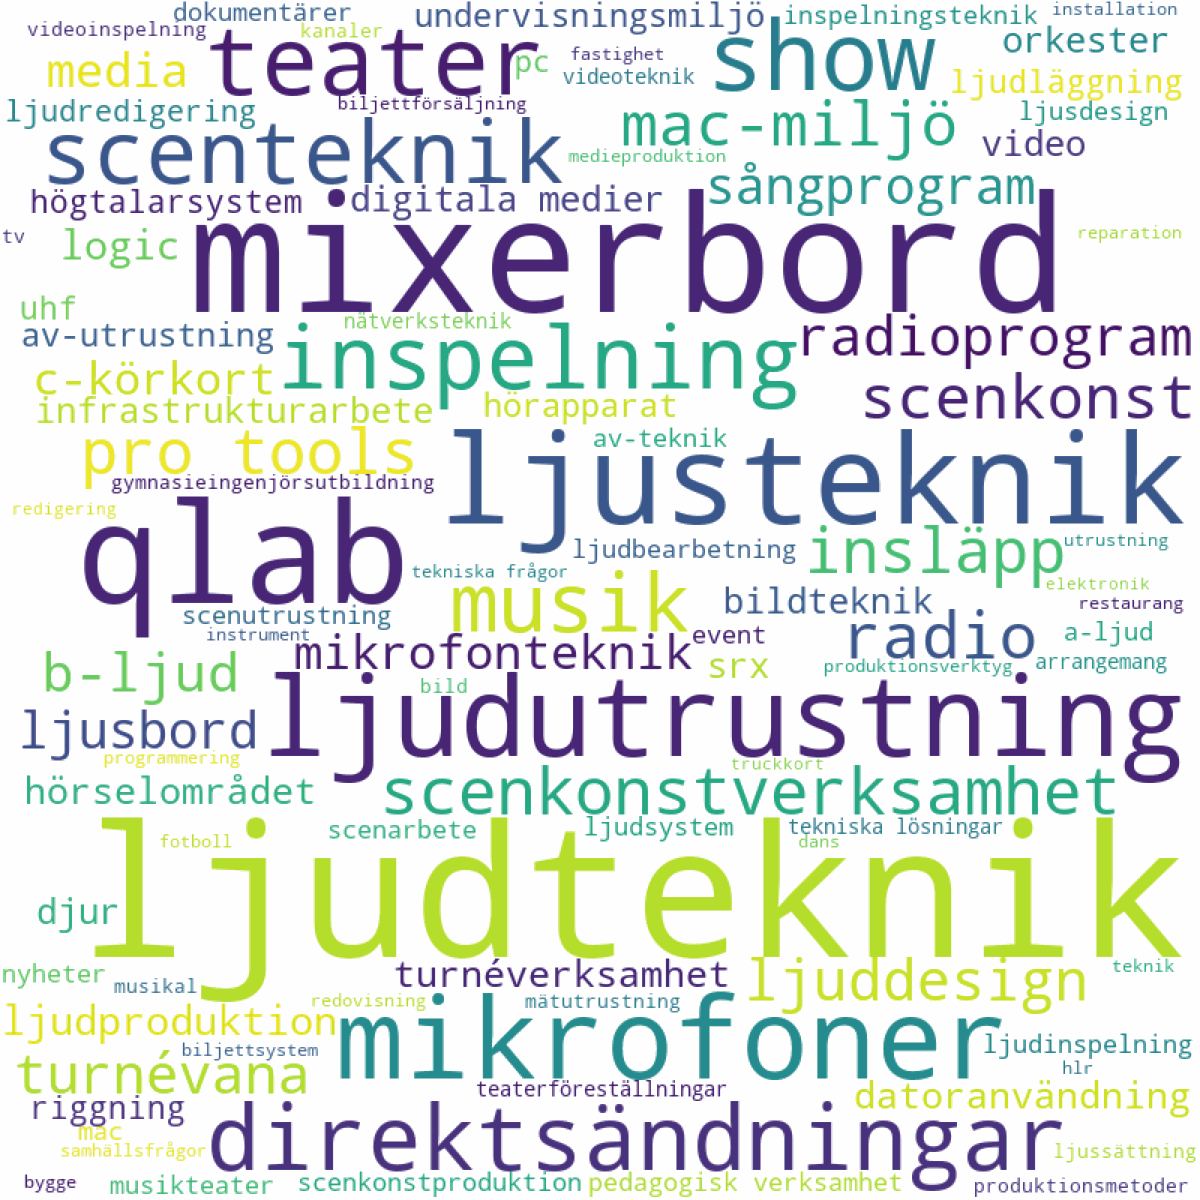 dokumentärer
undervisningsmiljö
inspelningsteknik
installation
videoinspelning
kanaler
teater
fastighet
show
orkester
media
pc
videoteknik
ljudläggning
ljudredigering
biljettförsäljning
mac-miljö
ljusdesign
scenteknik
medieproduktion
video
högtalarsystem
digitala medier
sångprogram
tv
logic
mixerbord
reparation
uhf
nätverksteknik
av-utrustning
inspelning
radioprogram
c-körkort
infrastrukturarbete
hörapparat
scenkonst
pro tools
av-teknik
ljusteknik
gymnasieingenjörsutbildning
redigering
qlab
ljudbearbetning
insläpp
utrustning
tekniska frågor
elektronik
scenutrustning
musik
bildteknik
restaurang
instrument
event
radio
a-ljud
mikrofonteknik
srx
produktionsverktyg
arrangemang
b-ljud
bild
ljusbord
ljudutrustning
programmering
truckkort
hörselområdet
scenkonstverksamhet
scenarbete
ljudsystem
tekniska lösningar
fotboll
dans
ljudteknik
djur
nyheter
musikal
turnéverksamhet
ljuddesign
teknik
redovisning
mätutrustning
ljudproduktion
mikrofoner
ljudinspelning
biljettsystem
hlr
turnévana
teaterföreställningar
datoranvändning
riggning
mac
direktsändningar
samhällsfrågor
ljussättning
bygge
musikteater
scenkonstproduktion
pedagogisk verksamhet
produktionsmetoder